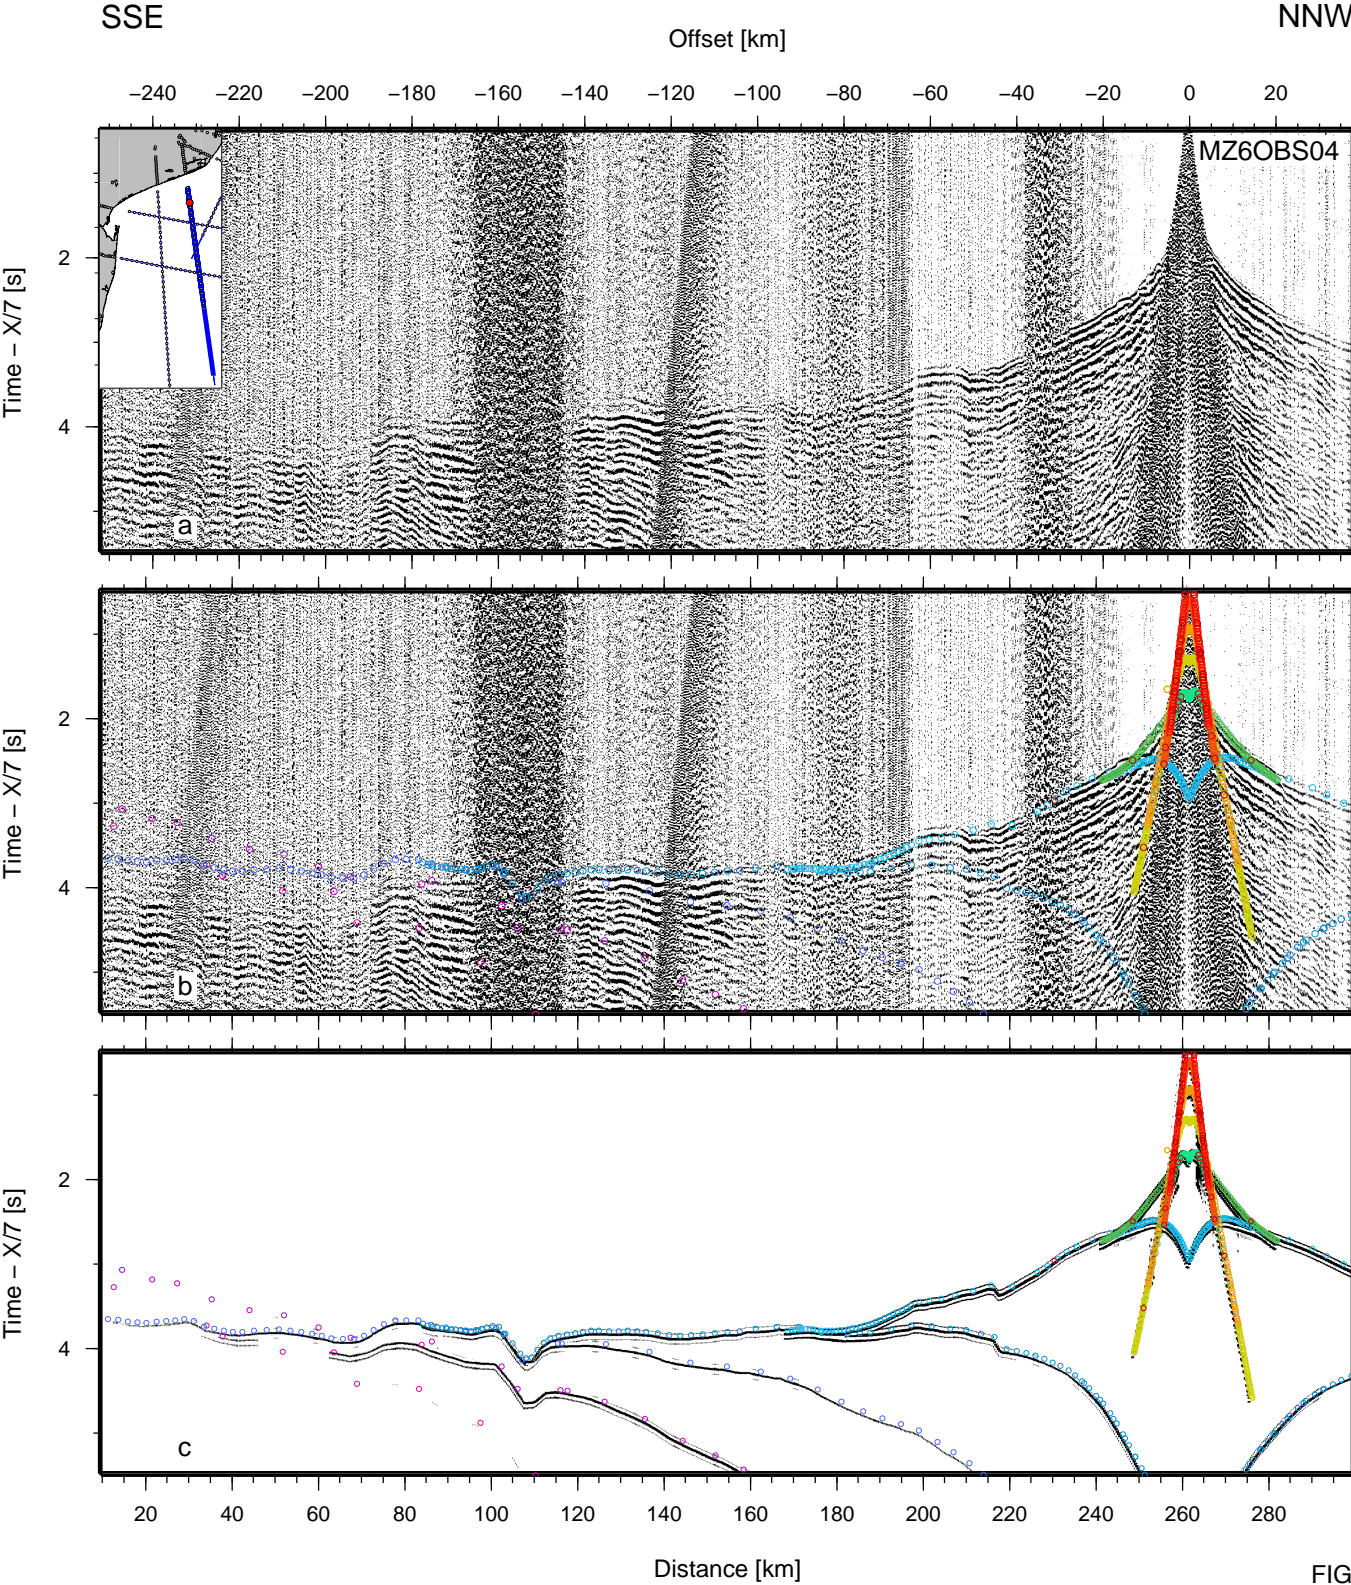 SSE NNW
Offset [km]
−240 −220 −200 −180 −160 −140 −120 −100 −80 −60 −40 −20 0 20
MZ6OBS04
2
4
Time – X/7 [s]
a
2
4
Time – X/7 [s]
b
2
4
Time – X/7 [s]
c
20 40 60 80 100 120 140 160 180 200 220 240 260 280
Distance [km]
FIG